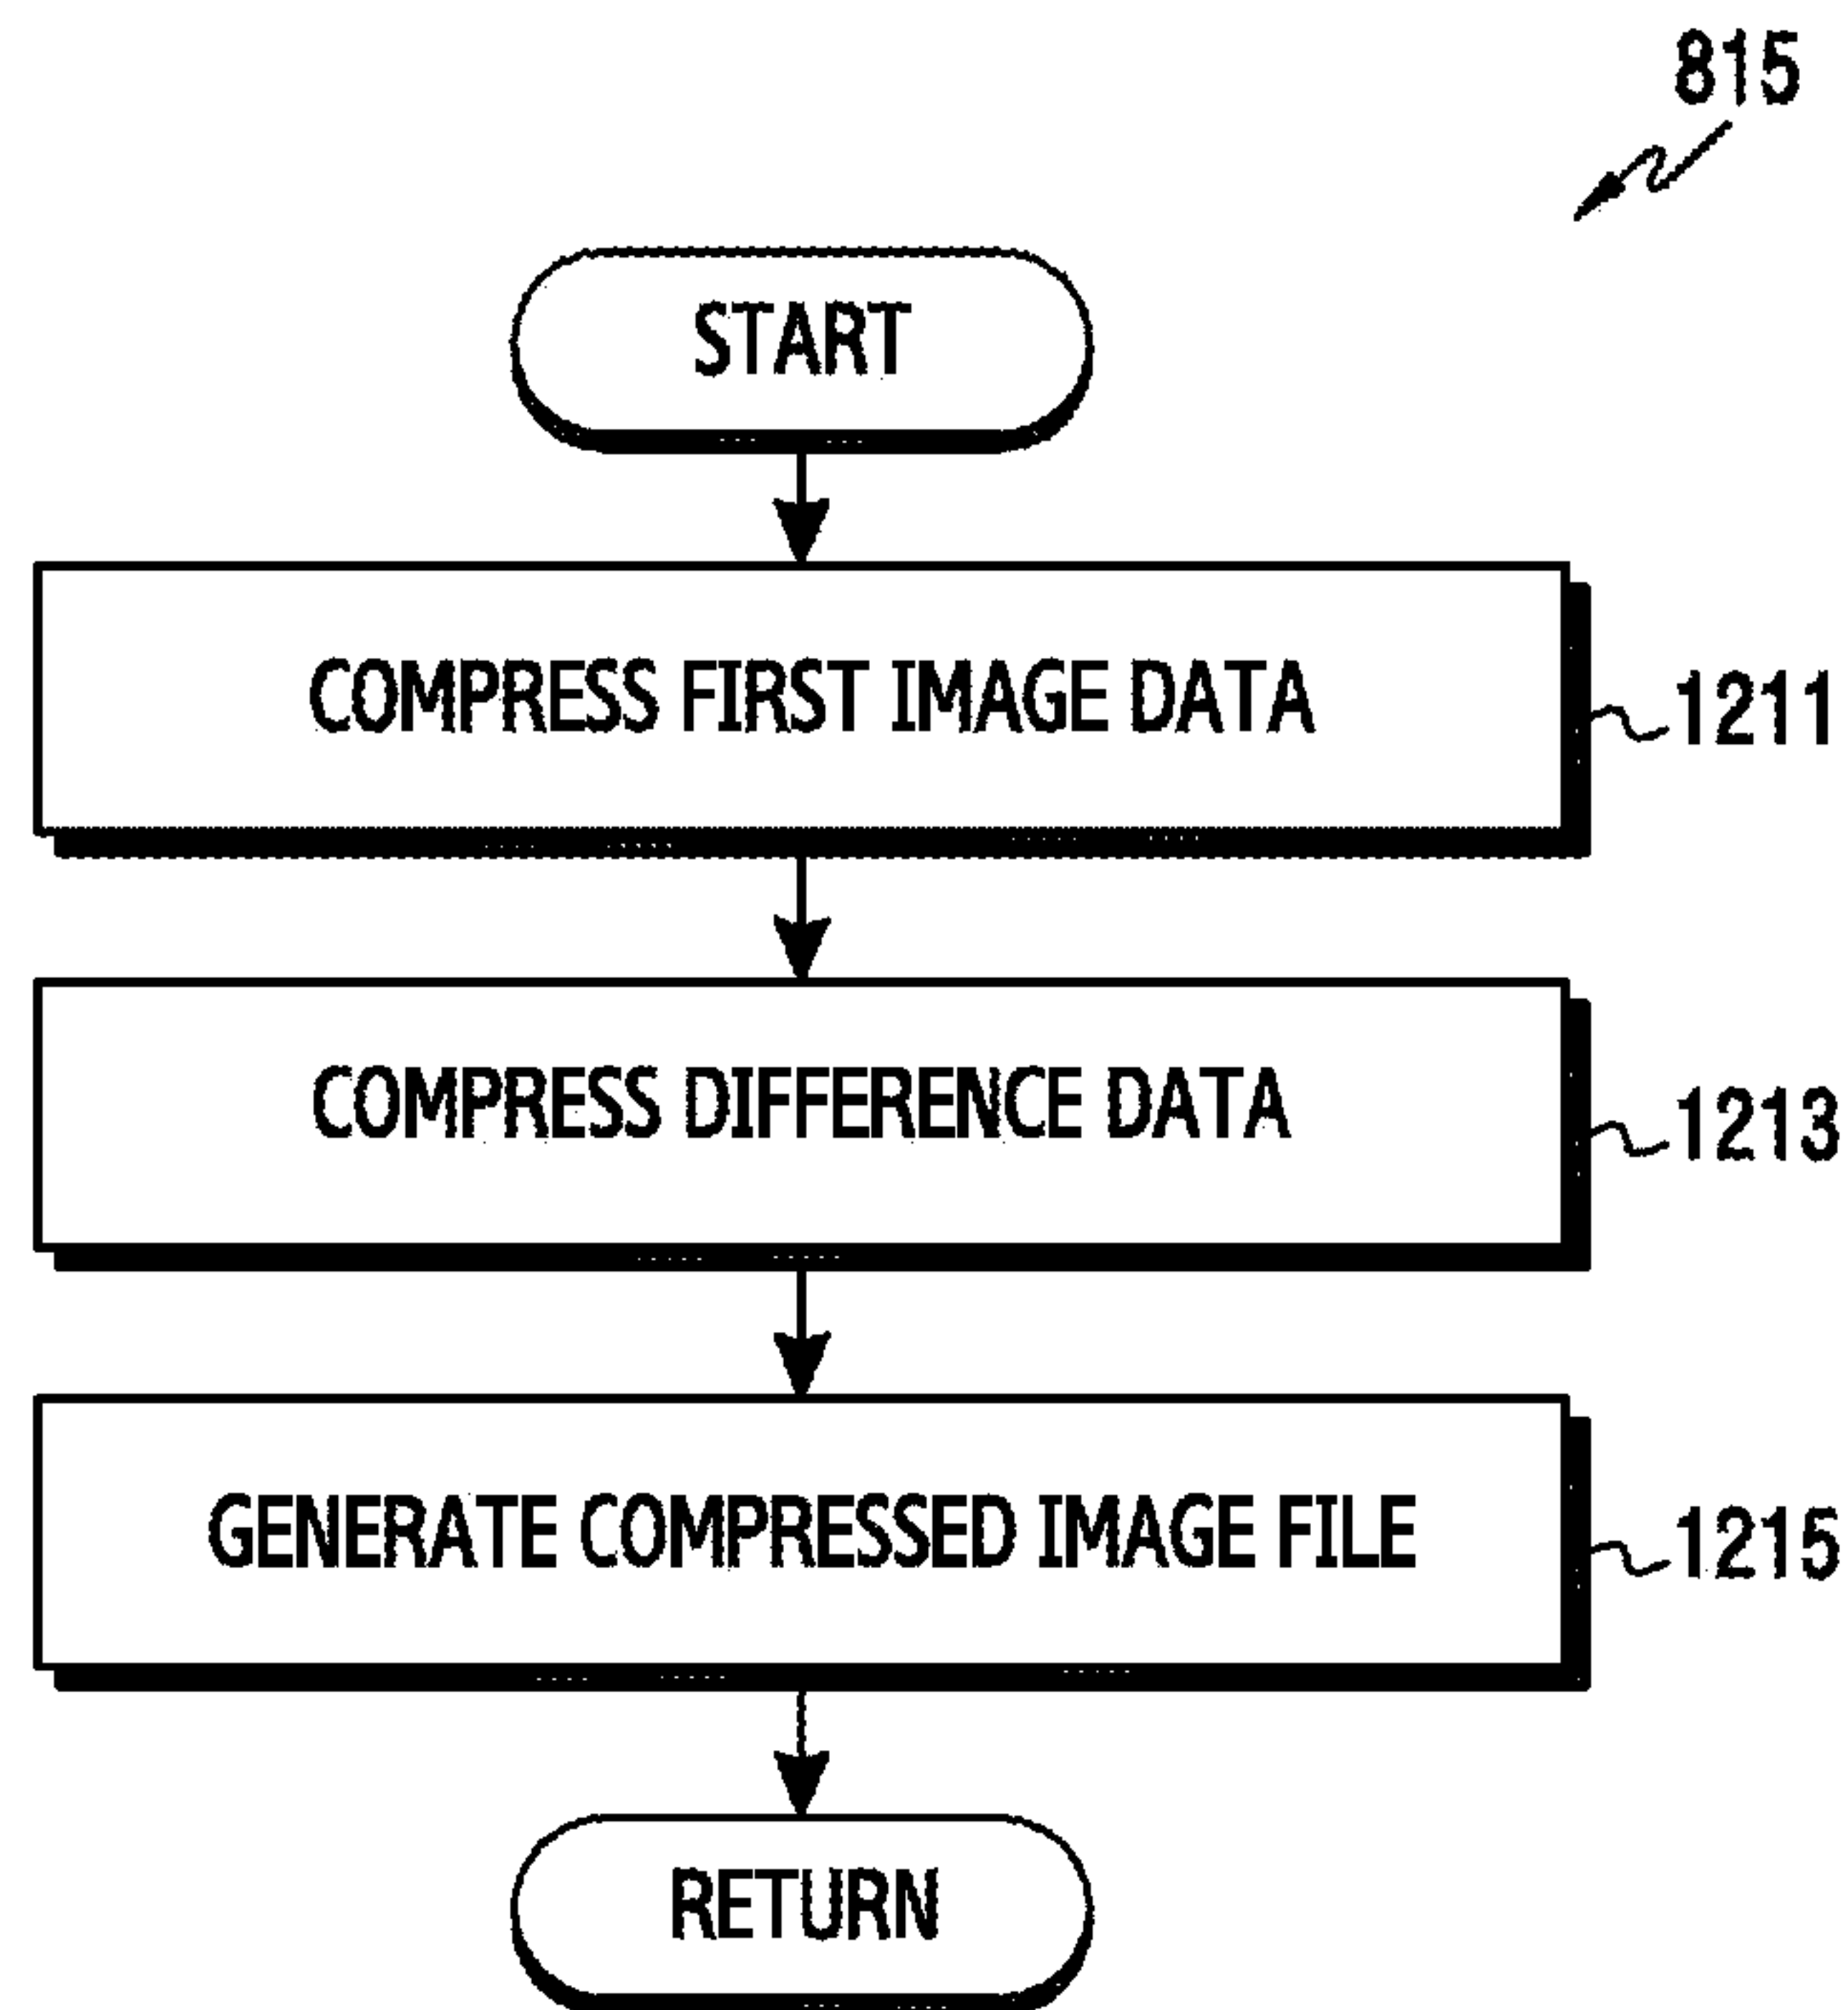 815
START
COMPRESS FIRST IMAGE DATA
1211
COMPRESS DIFFERENCE DATA
1213
GENERATE COMPRESSED IMAGE FILE
1215
RETURN